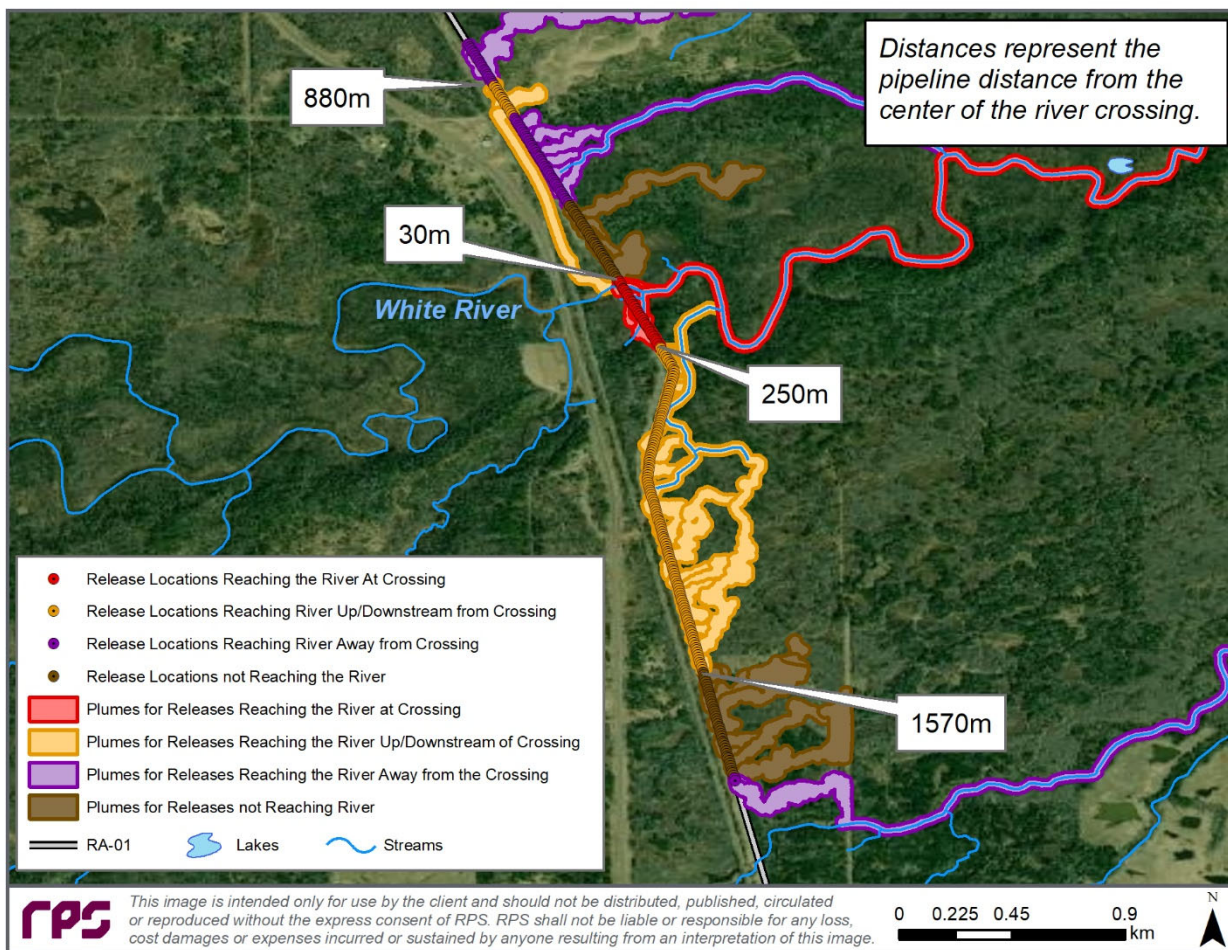 Distances represent the
pipeline distance from the
center of the river crossing.
880m
30m
White River
250m
1570m
Release Locations Reaching the River At Crossing
Release Locations Reaching River Up/Downstream from Crossing
Release Locations Reaching River Away from Crossing
Release Locations not Reaching the River
Plumes for Releases Reaching the River at Crossing
Plumes for Releases Reaching the River Up/Downstream of Crossing
Plumes for Releases Reaching the River Away from the Crossing
Plumes for Releases not Reaching River
RA-01 Lakes Streams
rps
This image is intended only for use by the client and should not be distributed, published, circulated
or reproduced without the express consent of RPS. RPS shall not be liable or responsible for any loss,
cost damages or expenses incurred or sustained by anyone resulting from an interpretation of this image.
0 0.225 0.45 0.9
km
N